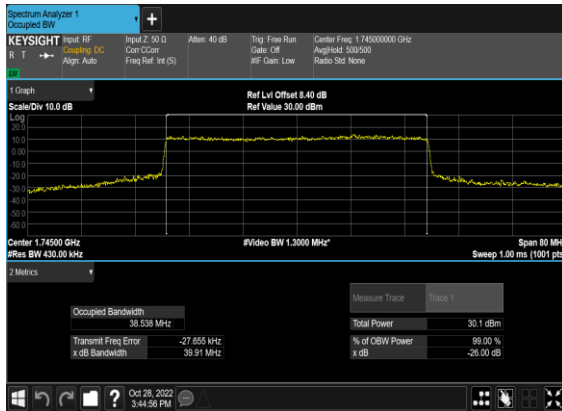 Spectrum Analyzer 1
Occupied BW
KEYSIGHT
R T
Input: RF
Coupling: DC
Align: Auto
Input Z: 50 Ω
Corr CCorr
Freq Ref: Int (S)
Atten: 40 dB
Trig: Free Run
Gate: Off
#IF Gain: Low
Center Freq: 1.745000000 GHz
Avg|Hold: 500/500
Radio Std: None
1 Graph
Scale/Div 10.0 dB
Ref Lvl Offset 8.40 dB
Ref Value 30.00 dBm
Log
20.0
10.0
0.00
-10.0
-20.0
-30.0
-40.0
-50.0
-60.0
Center 1.74500 GHz
#Video BW 1.3000 MHz*
Span 80 MH
#Res BW 430.00 kHz
Sweep 1.00 ms (1001 pts
2 Metrics
Measure Trace
Trace 1
Occupied Bandwidth
38.538 MHz
Total Power
30.1 dBm
Transmit Freq Error
-27.655 kHz
% of OBW Power
99.00 %
x dB Bandwidth
39.91 MHz
x dB
-26.00 dB
?
Oct 28, 2022
3:44:56 PM